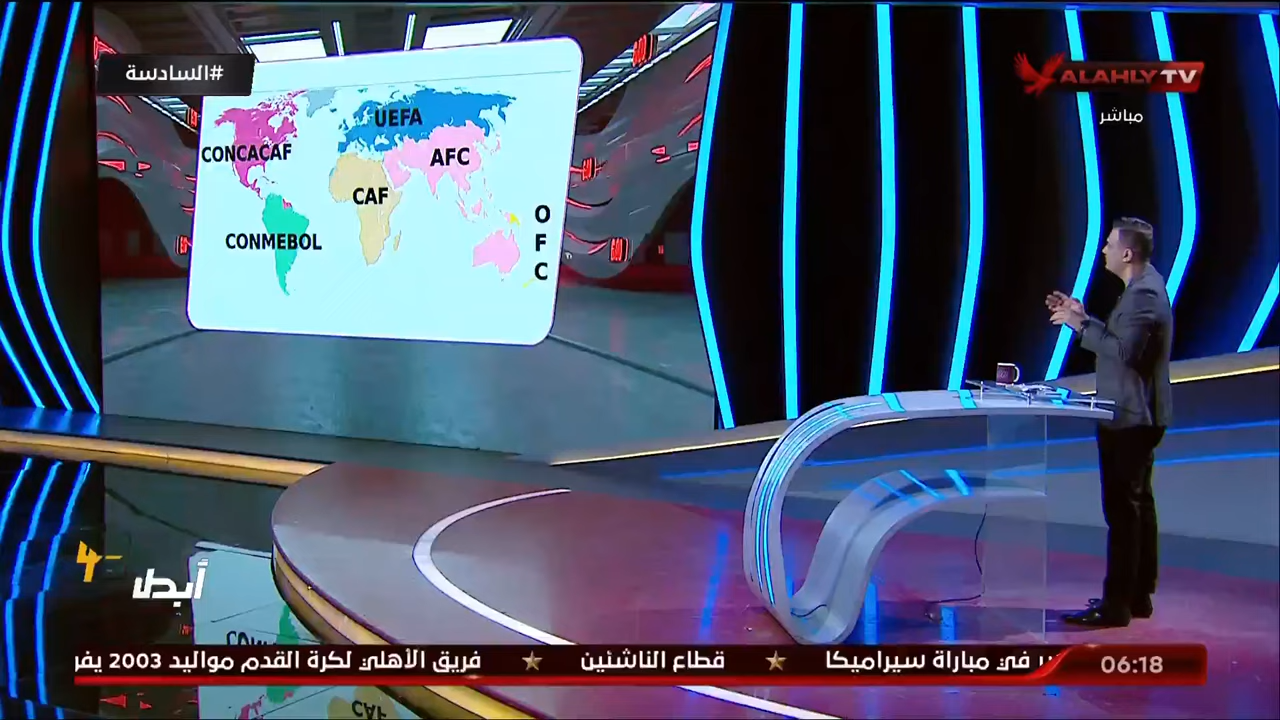 #السادسة
ALAHLY TV
مباشر
UEFA
CONCACAF
AFC
CAF
CONMEBOL
O
F
C
أبطال
في مباراة سيراميكا ★ قطاع الناشئين ★ فريق الأهلي لكرة القدم مواليد 2003
06:18